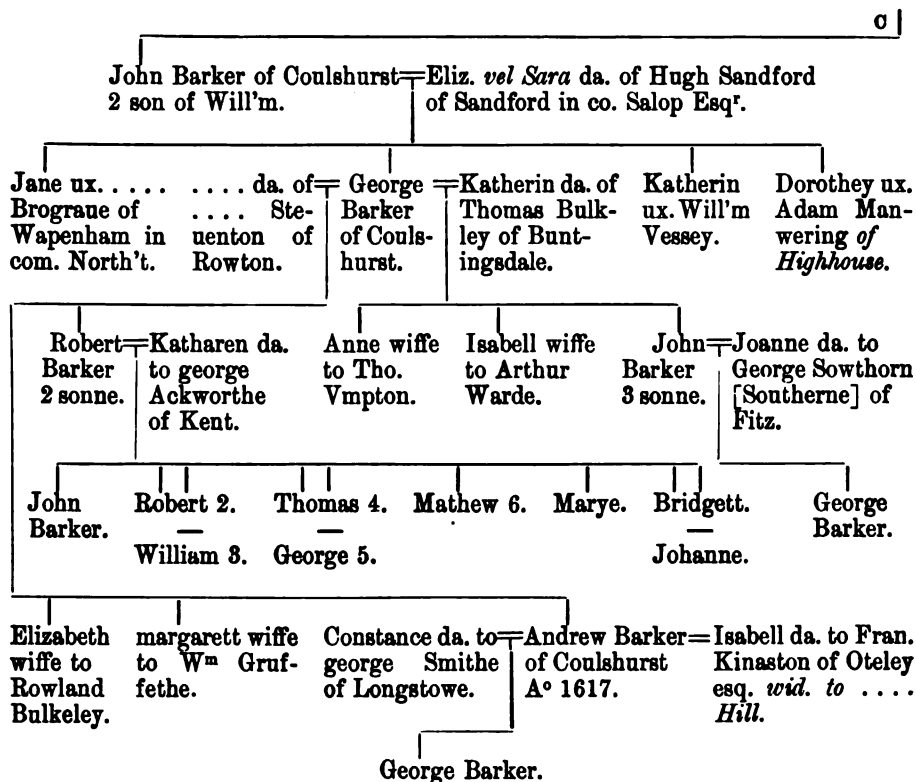 C
John Barker of Coulshurst=Eliz. vel Sara da. of Hugh Sandford
2 son of Will'm.
of Sandford in co. Salop Esqr.
Jane ux. . . . . .
Brograue of
Wapenham in
com. North't.
. . . . da. of=
. . . . Ste-
uenton of
Rowton.
George
Barker
of Couls-
hurst.
=Katherin da. of
Thomas Bulk-
ley of Bunt-
ingsdale.
Katherin
ux. Will'm
Vessey.
Dorothey ux.
Adam Man-
wering of
Highhouse.
Robert=
Barker
2 sonne.
Katharen da.
to george
Ackworthe
of Kent.
Anne wiffe
to Tho.
Vmpton.
Isabell wiffe
to Arthur
Warde.
John=
Barker
3 sonne.
Joanne da. to
George Sowthorn
[Southerne] of
Fitz.
John
Barker.
Robert 2.
—
William 3.
Thomas 4.
—
George 5.
Mathew 6.
Marye.
Bridgett.
—
Johanne.
George
Barker.
Elizabeth
wiffe to
Rowland
Bulkeley.
margarett wiffe
to Wm Gruf-
fethe.
Constance da. to=
george Smithe
of Longstowe.
Andrew Barker=
of Coulshurst
Ao 1617.
Isabell da. to Fran.
Kinaston of Oteley
esq. wid. to . . . .
Hill.
George Barker.